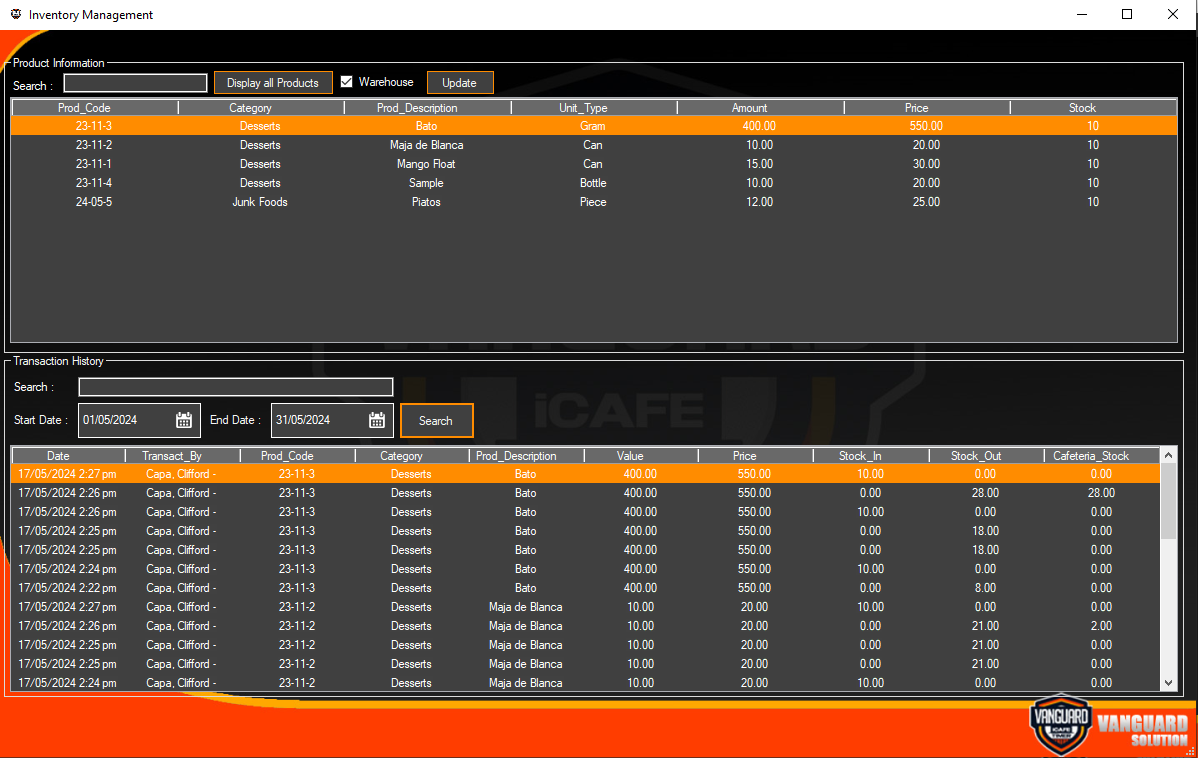 Inventory Management
Product Information
Search : Display all Products Warehouse Update
Prod_Code Category Prod_Description Unit_Type Amount Price Stock
23-11-3 Desserts Bato Gram 400.00 550.00 10
23-11-2 Desserts Maja de Blanca Can 10.00 20.00 10
23-11-1 Desserts Mango Float Can 15.00 30.00 10
23-11-4 Desserts Sample Bottle 10.00 20.00 10
24-05-5 Junk Foods Piatos Piece 12.00 25.00 10
Transaction History
Search :
Start Date : 01/05/2024 End Date : 31/05/2024 Search
iCAFE
Date Transact_By Prod_Code Category Prod_Description Value Price Stock_In Stock_Out Cafeteria_Stock
17/05/2024 2:27 pm Capa, Clifford - 23-11-3 Desserts Bato 400.00 550.00 10.00 0.00 0.00
17/05/2024 2:26 pm Capa, Clifford - 23-11-3 Desserts Bato 400.00 550.00 0.00 28.00 28.00
17/05/2024 2:26 pm Capa, Clifford - 23-11-3 Desserts Bato 400.00 550.00 10.00 0.00 0.00
17/05/2024 2:25 pm Capa, Clifford - 23-11-3 Desserts Bato 400.00 550.00 0.00 18.00 0.00
17/05/2024 2:25 pm Capa, Clifford - 23-11-3 Desserts Bato 400.00 550.00 0.00 18.00 0.00
17/05/2024 2:24 pm Capa, Clifford - 23-11-3 Desserts Bato 400.00 550.00 10.00 0.00 0.00
17/05/2024 2:22 pm Capa, Clifford - 23-11-3 Desserts Bato 400.00 550.00 0.00 8.00 0.00
17/05/2024 2:27 pm Capa, Clifford - 23-11-2 Desserts Maja de Blanca 10.00 20.00 10.00 0.00 0.00
17/05/2024 2:26 pm Capa, Clifford - 23-11-2 Desserts Maja de Blanca 10.00 20.00 0.00 21.00 2.00
17/05/2024 2:25 pm Capa, Clifford - 23-11-2 Desserts Maja de Blanca 10.00 20.00 0.00 21.00 0.00
17/05/2024 2:25 pm Capa, Clifford - 23-11-2 Desserts Maja de Blanca 10.00 20.00 0.00 21.00 0.00
17/05/2024 2:24 pm Capa, Clifford - 23-11-2 Desserts Maja de Blanca 10.00 20.00 10.00 0.00 0.00
VANGUARD
iCAFE
TIMER
VANGUARD
SOLUTION